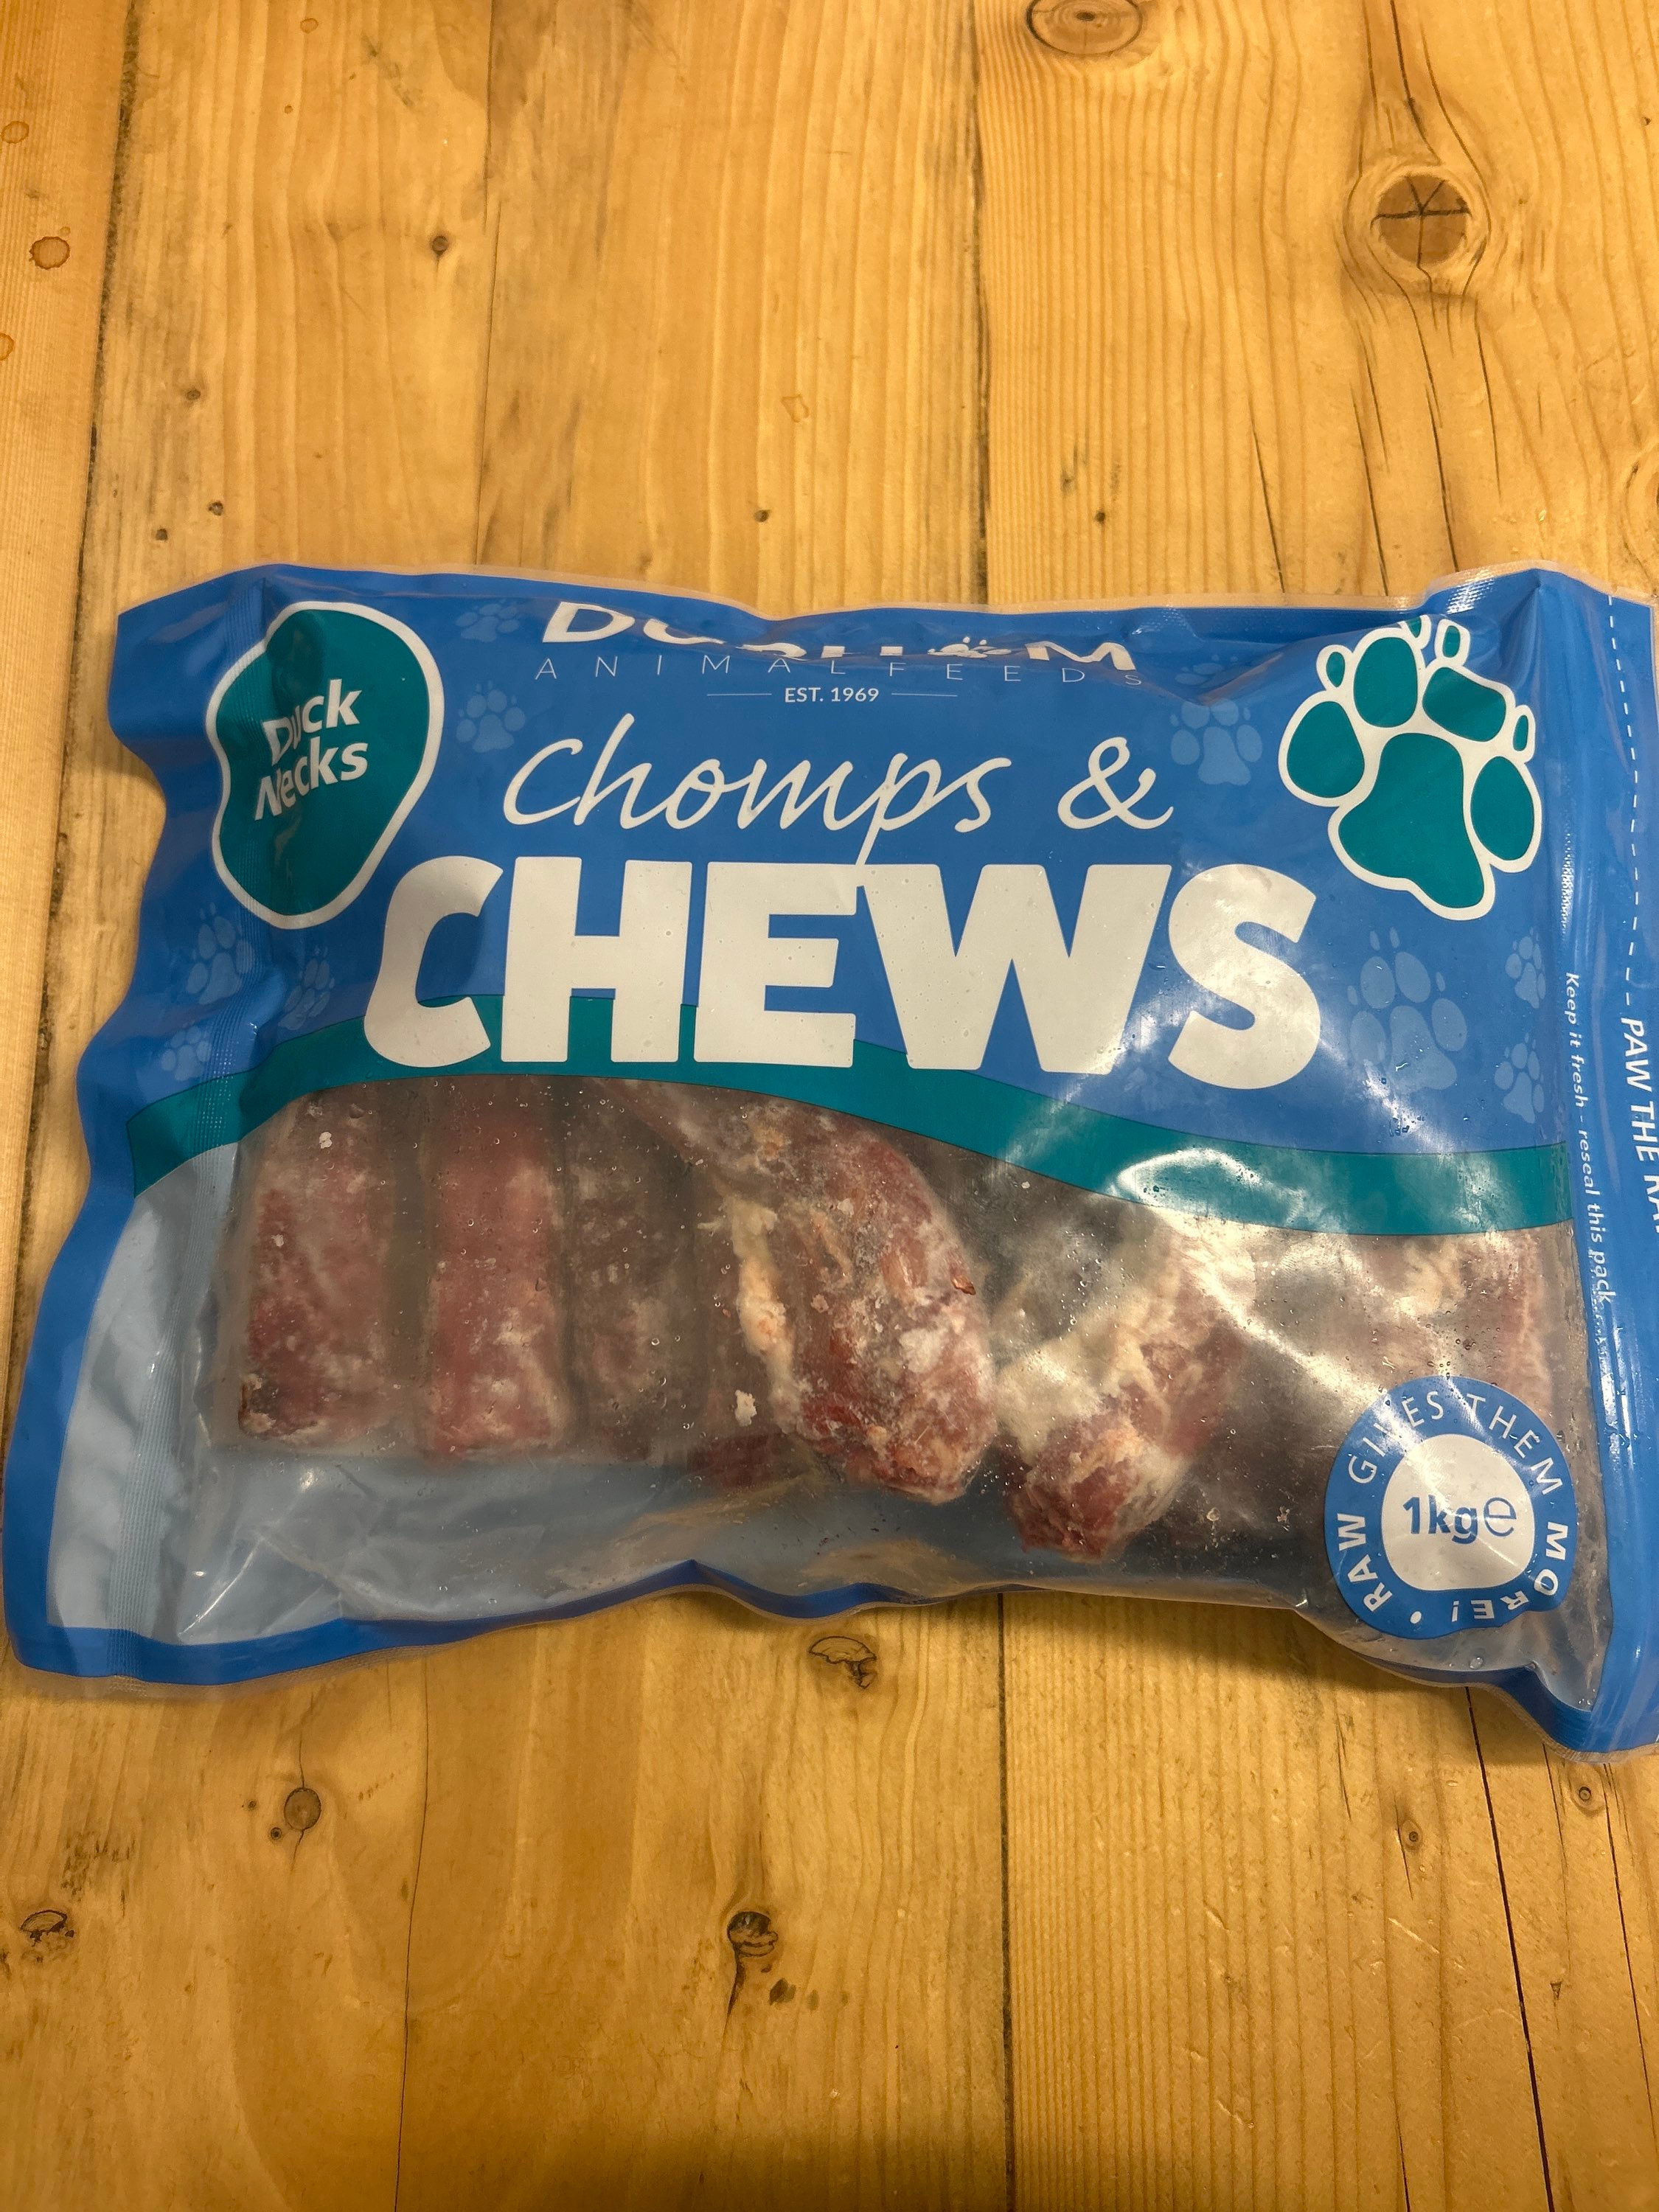 Duck
Necks
ANIMAL FEEDS
EST. 1969
Chomps &
CHEWS
Keep it fresh - reseal this pack
PAW THE
RAW GIVES THEM MORE!
1kg℮